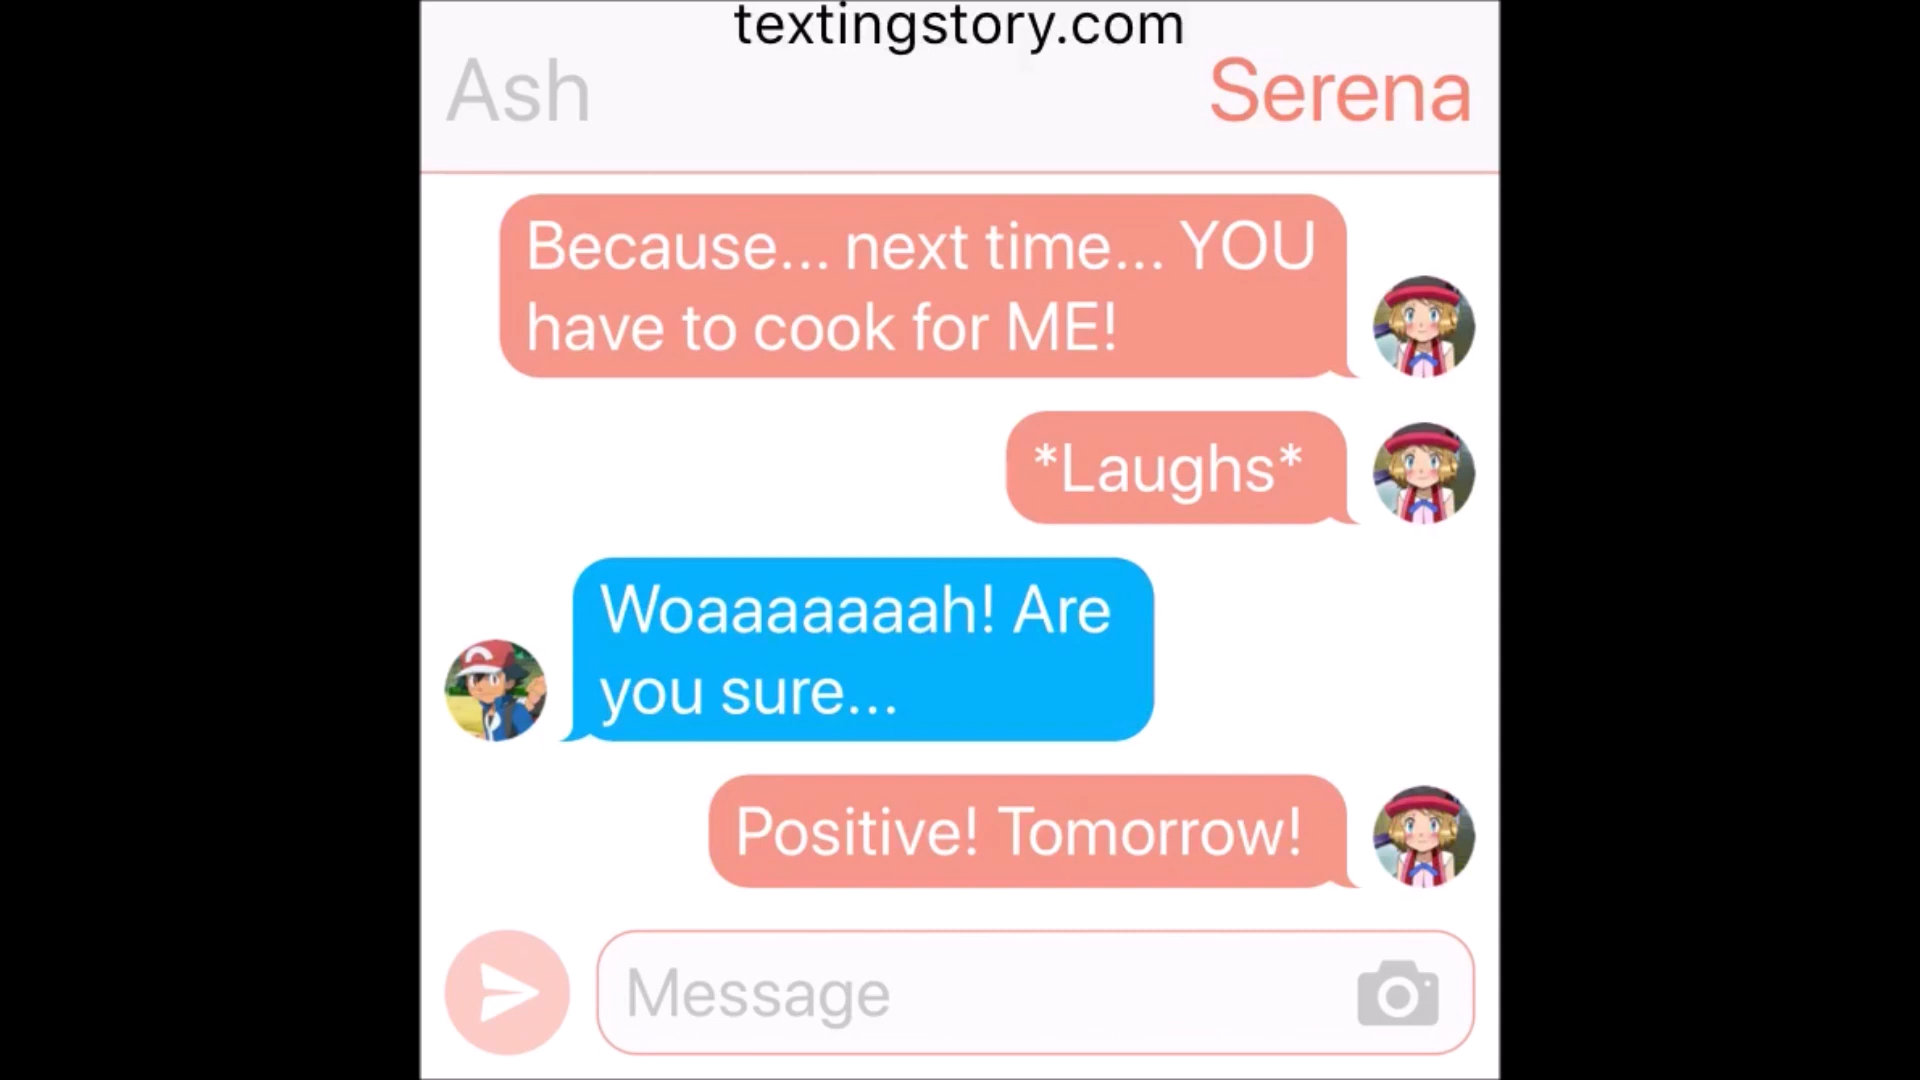 textingstory.com
Ash
Serena
Because... next time... YOU
have to cook for ME!
*Laughs*
Woaaaaaaah! Are
you sure...
Positive! Tomorrow!
Message